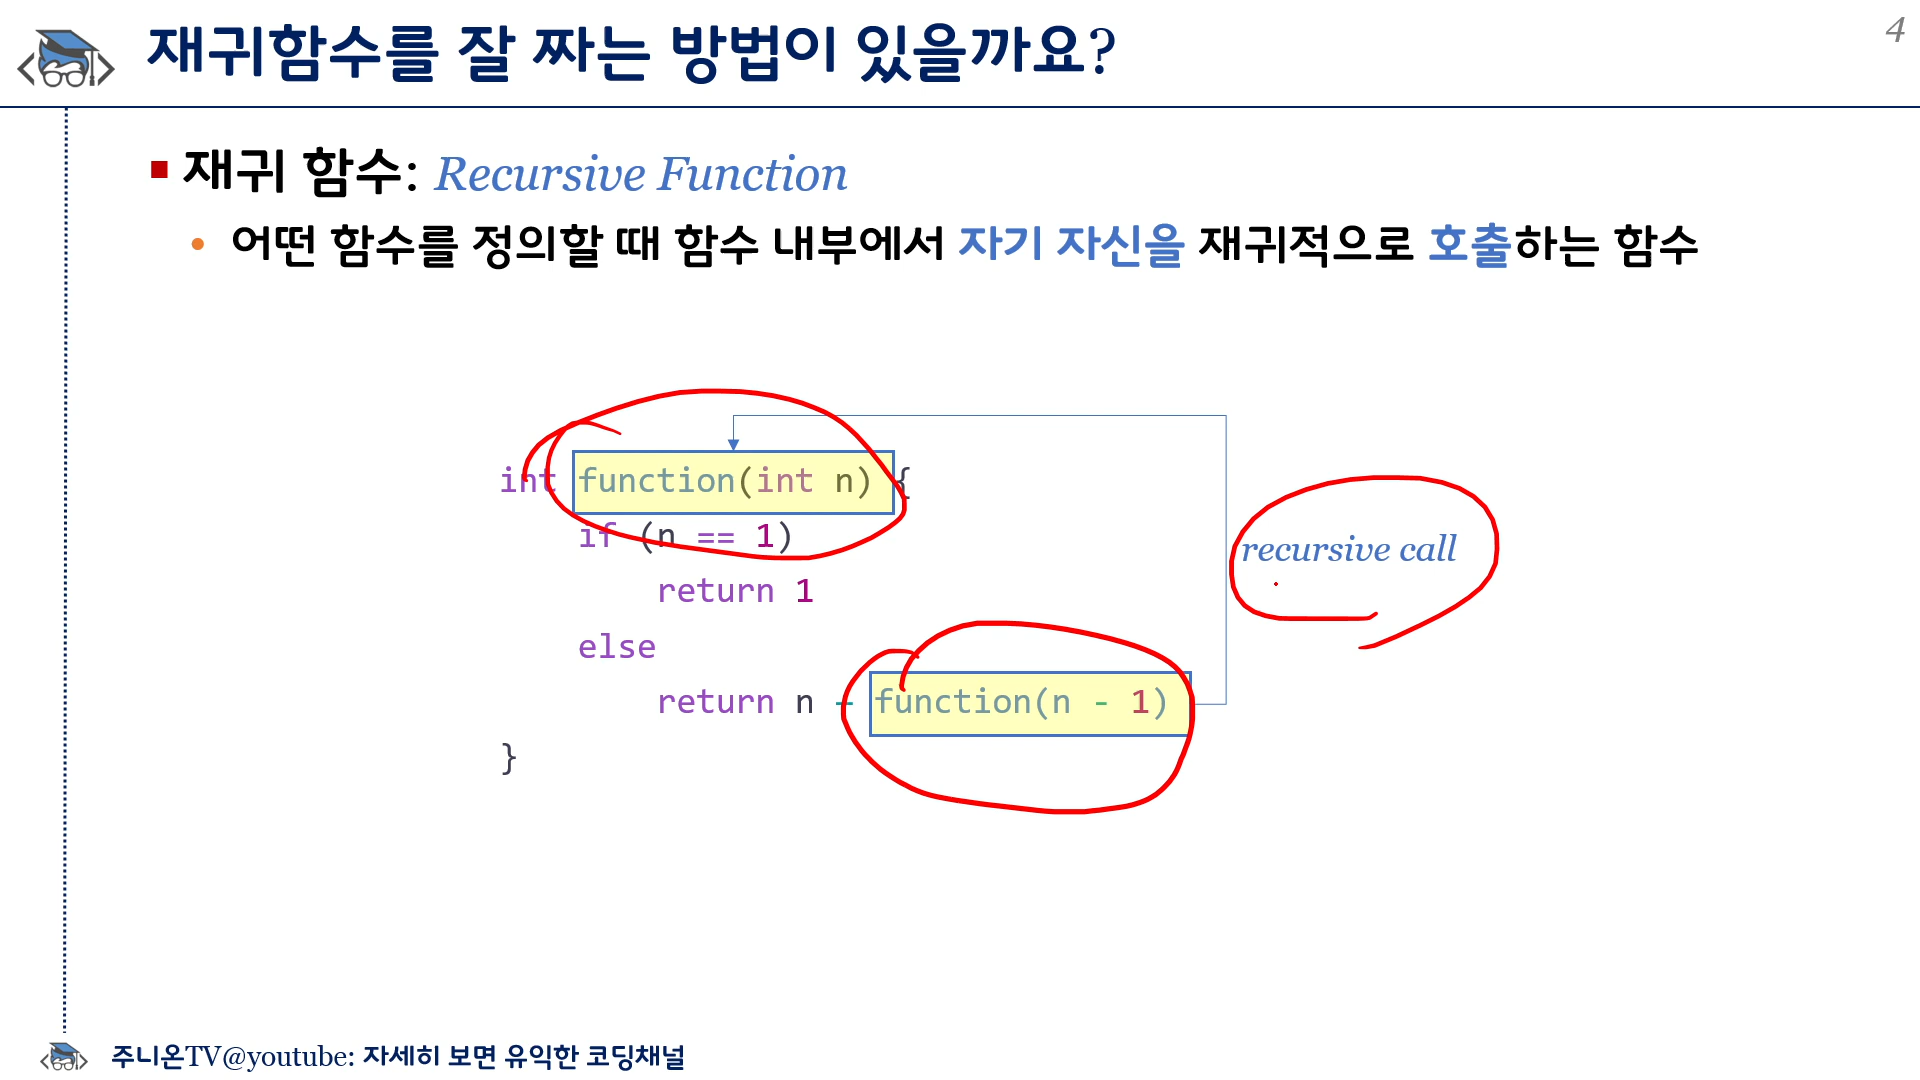 재귀함수를 잘 짜는 방법이 있을까요?
4
재귀 함수: Recursive Function
어떤 함수를 정의할 때 함수 내부에서 자기 자신을 재귀적으로 호출하는 함수
int function(int n) {
if (n == 1)
return 1
else
return n + function(n - 1)
}
recursive call
주니온TV@youtube: 자세히 보면 유익한 코딩채널